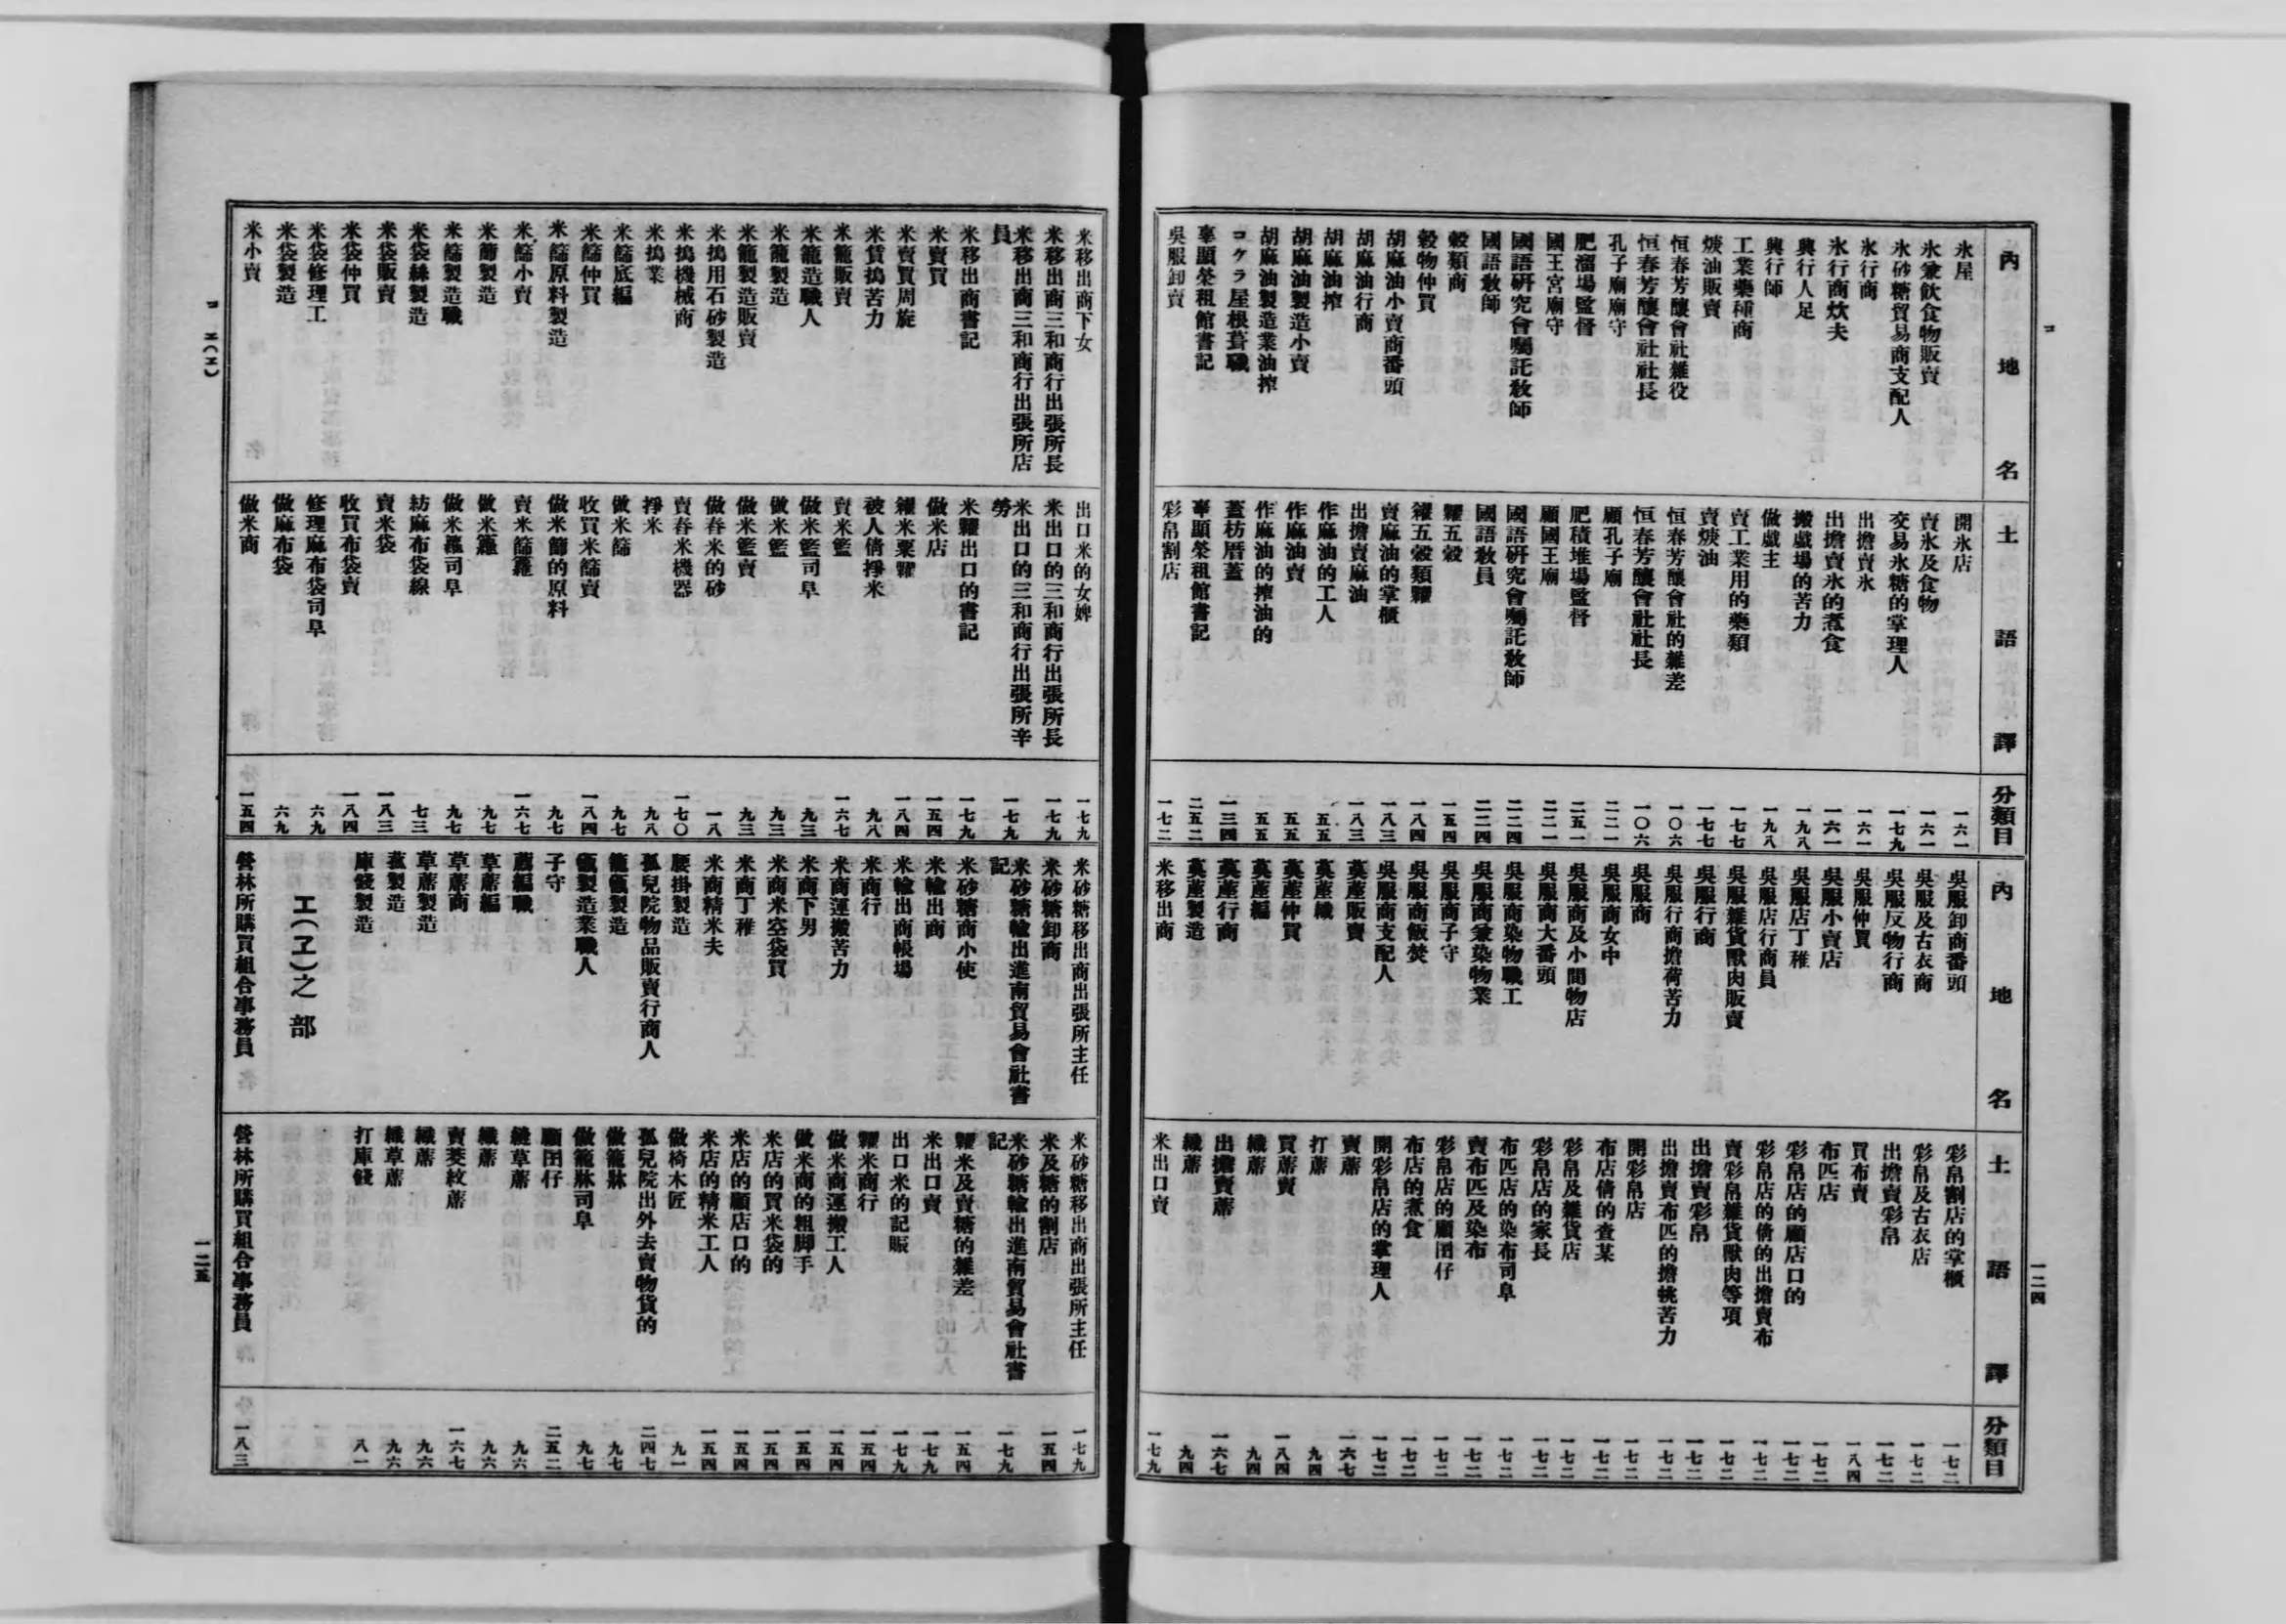 コ
内地名 土語譯 分類目
氷屋 開氷店 一六一
氷兼飲食物販賣 賣氷及食物 一六一
氷砂糖貿易商支配人 交易氷糖的掌理人 一七九
氷行商 出擔賣氷 一六一
氷行商炊夫 出擔賣氷的煮食 一六一
興行人足 搬戲場的苦力 一九八
興行師 做戲主 一九八
工業藥種商 賣工業用的藥類 一七七
焿油販賣 賣焿油 一七七
恒春芳釀會社雜役 恒春芳釀會社的雜差 一〇六
恒春芳釀會社社長 恒春芳釀會社社長 一〇六
孔子廟廟守 顧孔子廟 二二一
肥溜場監督 肥積堆場監督 二五一
國王宮廟守 顧國王廟 二二一
國語研究會囑託敎師 國語研究會囑託敎師 二二四
國語敎師 國語敎員 二二四
穀類商 糶五穀 一五四
穀物仲買 糴五穀類糶 一八四
胡麻油小賣商番頭 賣麻油的掌櫃 一八三
胡麻油行商 出擔賣麻油 一八三
胡麻油搾 作麻油的工人 五五
胡麻油製造小賣 作麻油賣 五五
胡麻油製造業油搾 作麻油的搾油的 五五
コケラ屋根葺職 蓋枋厝蓋 一三四
辜顯榮租館書記 辜顯榮租館書記 二五二
吳服卸賣 彩帛割店 一七二
内地名 土語譯 分類目
吳服卸商番頭 彩帛割店的掌櫃 一七二
吳服及古衣商 彩帛及古衣店 一七二
吳服反物行商 出擔賣彩帛 一七二
吳服仲買 買布賣 一八四
吳服小賣店 布匹店 一七二
吳服店丁稚 彩帛店的顧店口的 一七二
吳服店行商員 彩帛店的倩的出擔賣布 一七二
吳服雜貨獸肉販賣 賣彩帛雜貨獸肉等項 一七二
吳服行商 出擔賣彩帛 一七二
吳服行商擔荷苦力 出擔賣布匹的擔桃苦力 一七二
吳服商 開彩帛店 一七二
吳服商女中 布店倩的查某 一七二
吳服商及小間物店 彩帛及雜貨店 一七二
吳服商大番頭 彩帛店的家長 一七二
吳服商染物職工 布匹店的染布司阜 一七二
吳服商兼染物業 賣布匹及染布 一七二
吳服商子守 彩帛店的顧囝仔 一七二
吳服商飯焚 布店的煮食 一七二
吳服商支配人 開彩帛店的掌理人 一七二
茣蓙販賣 賣蓆 一六七
茣蓙織 打蓆 九四
茣蓙仲買 買蓆賣 一八四
茣蓙編 織蓆 九四
茣蓙行商 出擔賣蓆 一六七
茣蓙製造 織蓆 九四
米移出商 米出口賣 一七九
一二四
米移出商下女 出口米的女婢 一七九
米移出商三和商行出張所長 米出口的三和商行出張所長 一七九
米移出商三和商行出張所店員 米出口的三和商行出張所辛勞 一七九
米移出商書記 米糶出口的書記 一七九
米賣買 做米店 一五四
米賣買周旋 糴米粟糶 一八四
米賃搗苦力 被人倩捙米 九八
米籠販賣 賣米籃 一六七
米籠造職人 做米籃司阜 九三
米籠製造 做米籃 九三
米籠製造販賣 做米籃賣 九三
米搗用石砂製造 做舂米的砂 一八
米搗機械商 賣舂米機器 一七〇
米搗業 捙米 九八
米篩底編 做米篩 九七
米篩仲買 收買米篩賣 一八四
米篩原料製造 做米篩的原料 九七
米篩小賣 賣米篩籮 一六七
米篩製造 做米籮 九七
米篩製造職 做米籮司阜 九七
米袋絲製造 紡麻布袋線 七三
米袋販賣 賣米袋 一八三
米袋仲買 收買布袋賣 一八四
米袋修理工 修理麻布袋司阜 六九
米袋製造 做麻布袋 六九
米小賣 做米商 一五四
米砂糖移出商出張所主任 米砂糖移出商出張所主任 一七九
米砂糖卸商 米及糖的割店 一五四
米砂糖輸出進南貿易會社書記 米砂糖輸出進南貿易會社書記 一七九
米砂糖商小使 糶米及賣糖的雜差 一五四
米輸出商 米出口賣 一七九
米輸出商帳場 出口米的記賬 一七九
米商行 糶米商行 一五四
米商運搬苦力 做米商運搬工人 一五四
米商下男 做米商的粗脚手 一五四
米商米空袋買 米店的買米袋的 一五四
米商丁稚 米店的顧店口的 一五四
米商精米夫 米店的精米工人 一五四
腰掛製造 做椅木匠 九一
孤兒院物品販賣行商人 孤兒院出外去賣物貨的 二四七
籠甑製造 做籠牀 九七
甑製造業職人 做籠牀司阜 九七
子守 顧囝仔 二五二
薦編職 縫草蓆 九六
草蓆編 織蓆 九六
草蓆商 賣茭紋蓆 一六七
草蓆製造 織蓆 九六
菰製造 織草蓆 九六
庫錢製造 打庫錢 八一
エ(ヱ)之部
營林所購買組合事務員 營林所購買組合事務員 一八三
コ エ(ヱ)
一二五